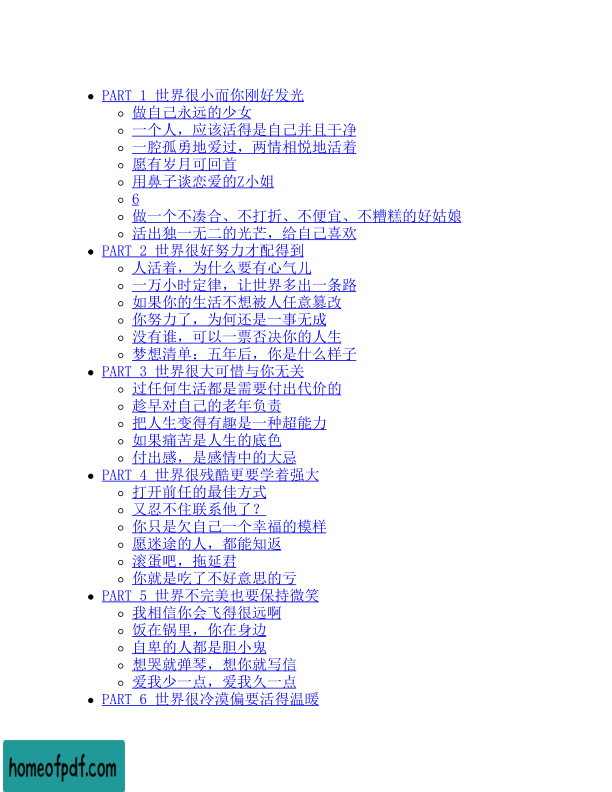 PART 1 世界很小而你刚好发光
做自己永远的少女
一个人，应该活得是自己并且干净
一腔孤勇地爱过，两情相悦地活着
愿有岁月可回首
用鼻子谈恋爱的Z小姐
6
做一个不凑合、不打折、不便宜、不糟糕的好姑娘
活出独一无二的光芒，给自己喜欢
PART 2 世界很好努力才配得到
人活着，为什么要有心气儿
一万小时定律，让世界多出一条路
如果你的生活不想被人任意篡改
你努力了，为何还是一事无成
没有谁，可以一票否决你的人生
梦想清单：五年后，你是什么样子
PART 3 世界很大可惜与你无关
过任何生活都是需要付出代价的
趁早对自己的老年负责
把人生变得有趣是一种超能力
如果痛苦是人生的底色
付出感，是感情中的大忌
PART 4 世界很残酷更要学着强大
打开前任的最佳方式
又忍不住联系他了？
你只是欠自己一个幸福的模样
愿迷途的人，都能知返
滚蛋吧，拖延君
你就是吃了不好意思的亏
PART 5 世界不完美也要保持微笑
我相信你会飞得很远啊
饭在锅里，你在身边
自卑的人都是胆小鬼
想哭就弹琴，想你就写信
爱我少一点，爱我久一点
PART 6 世界很冷漠偏要活得温暖
homeofpdf.com